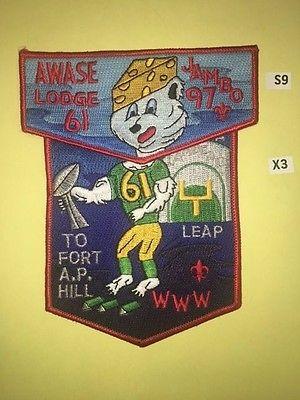 AWASE
LODGE
61
JAMBO
97
S9
X3
61
TO
FORT
A.P.
HILL
LEAP
WWW